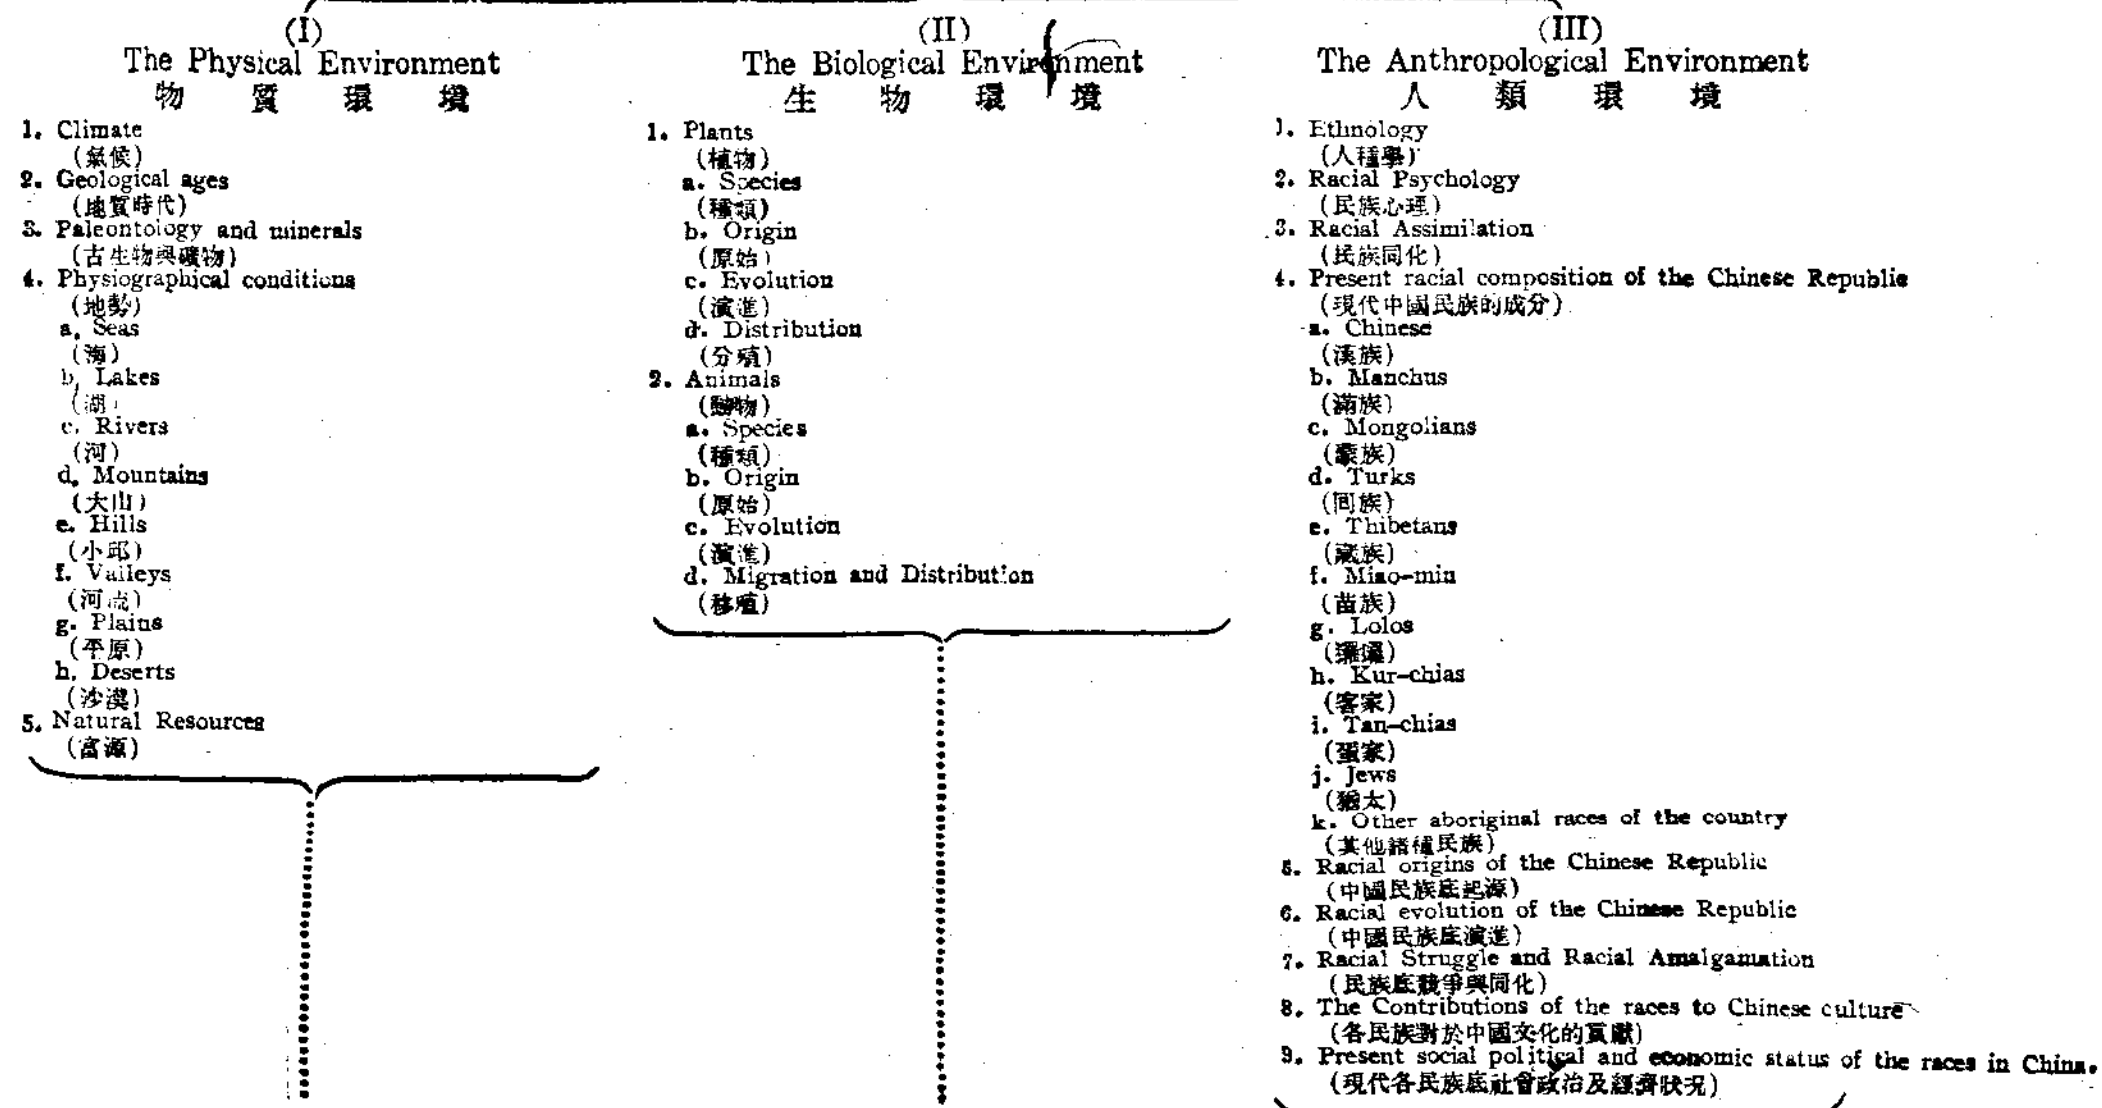 (I)
The Physical Environment
物質環境
1. Climate
(氣候)
2. Geological ages
(地質時代)
3. Paleontology and minerals
(古生物與礦物)
4. Physiographical conditions
(地勢)
a. Seas
(海)
b. Lakes
(湖)
c. Rivers
(河)
d. Mountains
(大山)
e. Hills
(小邱)
f. Valleys
(河流)
g. Plains
(平原)
h. Deserts
(沙漠)
5. Natural Resources
(富源)
(II)
The Biological Environment
生物環境
1. Plants
(植物)
a. Species
(種類)
b. Origin
(原始)
c. Evolution
(演進)
d. Distribution
(分殖)
2. Animals
(動物)
a. Species
(種類)
b. Origin
(原始)
c. Evolution
(演進)
d. Migration and Distribution
(移殖)
(III)
The Anthropological Environment
人類環境
1. Ethnology
(人種學)
2. Racial Psychology
(民族心理)
3. Racial Assimilation
(民族同化)
4. Present racial composition of the Chinese Republic
(現代中國民族的成分)
a. Chinese
(漢族)
b. Manchus
(滿族)
c. Mongolians
(蒙族)
d. Turks
(回族)
e. Thibetans
(藏族)
f. Miao-min
(苗族)
g. Lolos
h. Kur-chias
(客家)
i. Tan-chias
(蛋家)
j. Jews
(猶太)
k. Other aboriginal races of the country
(其他諸種民族)
5. Racial origins of the Chinese Republic
(中國民族底起源)
6. Racial evolution of the Chinese Republic
(中國民族底演進)
7. Racial Struggle and Racial Amalgamation
(民族底競爭與同化)
8. The Contributions of the races to Chinese culture
(各民族對於中國文化的貢獻)
9. Present social political and economic status of the races in China.
(現代各民族底社會政治及經濟狀況)